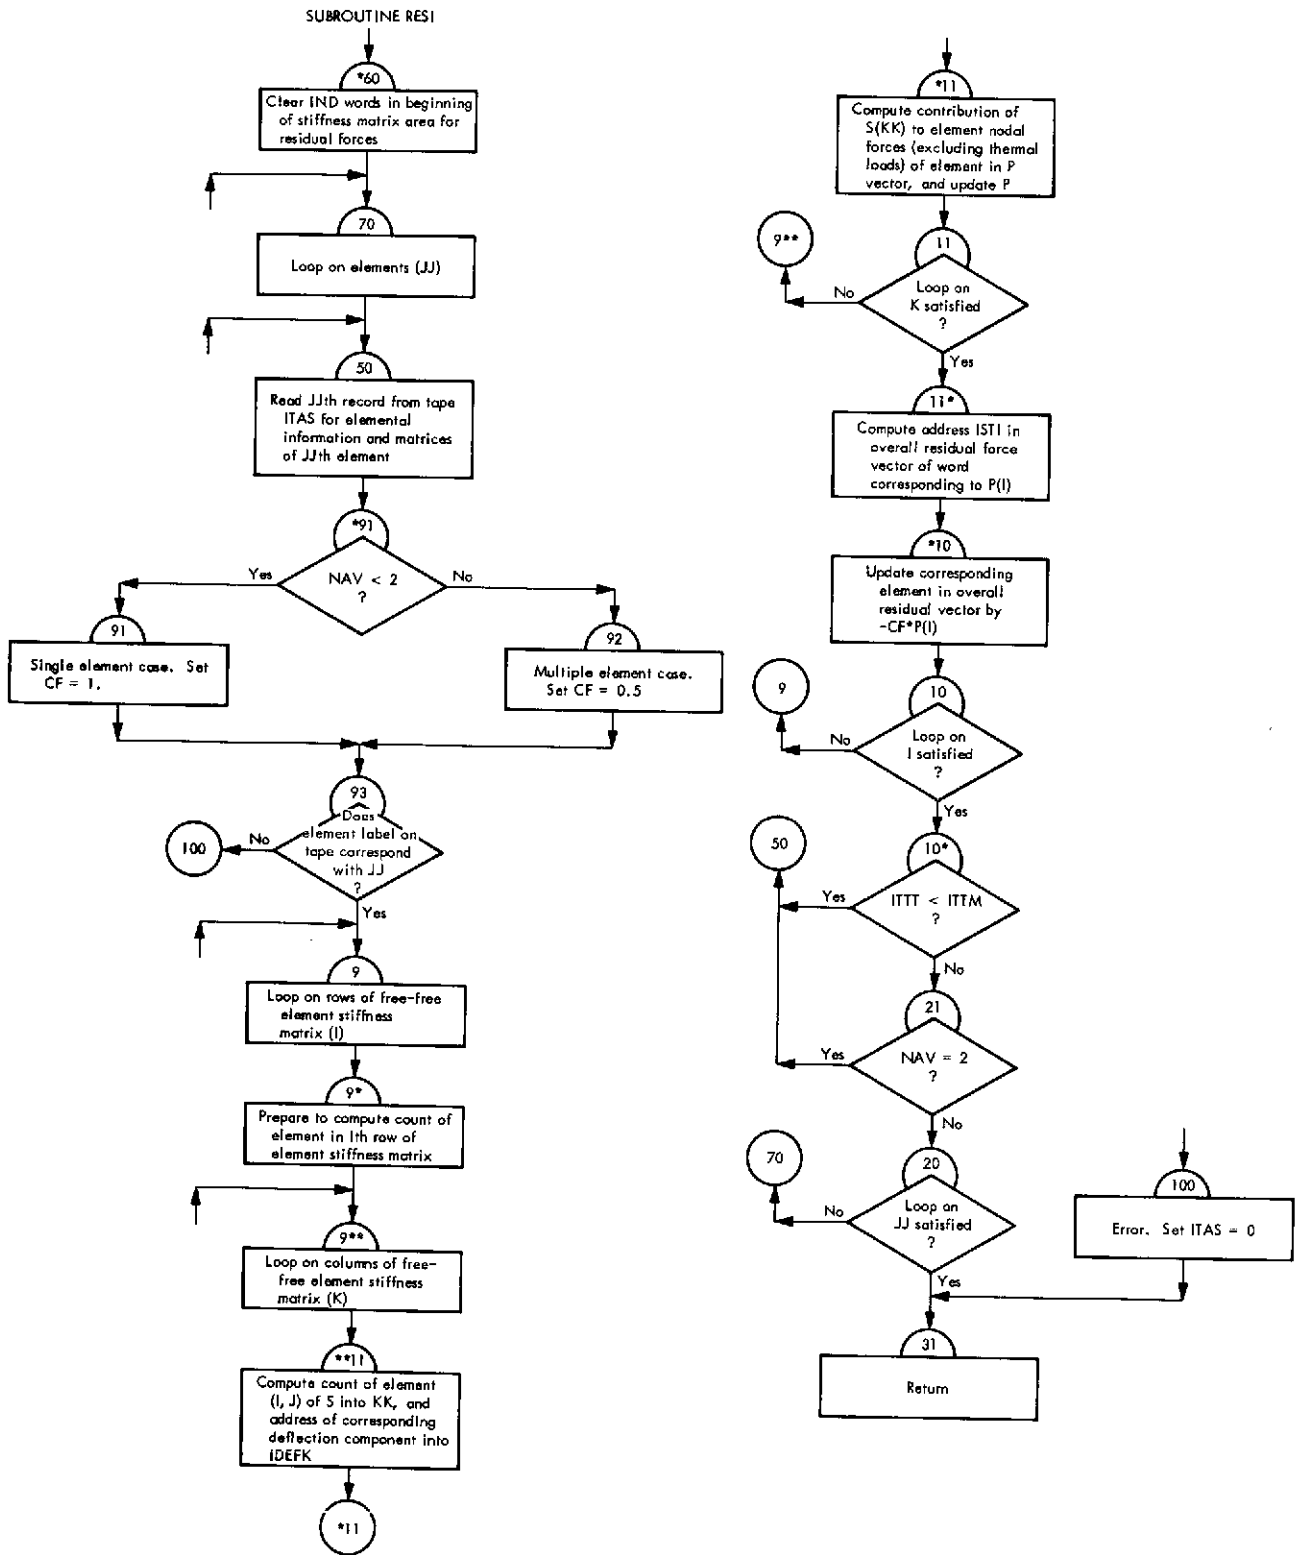 SUBROUTINE RESI
*60
Clear IND words in beginning
of stiffness matrix area for
residual forces
70
Loop on elements (JJ)
50
Read JJth record from tape
ITAS for elemental
information and matrices
of JJth element
*91
NAV < 2
?
Yes
No
91
Single element case. Set
CF = 1.
92
Multiple element case.
Set CF = 0.5
93
Does
element label on
tape correspond
with JJ
?
No
100
Yes
9
Loop on rows of free-free
element stiffness
matrix (I)
9*
Prepare to compute count of
element in Ith row of
element stiffness matrix
9**
Loop on columns of free-
free element stiffness
matrix (K)
**11
Compute count of element
(I, J) of S into KK, and
address of corresponding
deflection component into
IDEFK
*11
*11
Compute contribution of
S(KK) to element nodal
forces (excluding thermal
loads) of element in P
vector, and update P
9**
11
Loop on
K satisfied
?
No
Yes
11*
Compute address ISTI in
overall residual force
vector of word
corresponding to P(I)
*10
Update corresponding
element in overall
residual vector by
-CF*P(I)
9
10
Loop on
I satisfied
?
No
Yes
50
10*
ITTT < ITTM
?
Yes
No
21
NAV = 2
?
Yes
No
70
20
Loop on
JJ satisfied
?
No
Yes
100
Error. Set ITAS = 0
31
Return